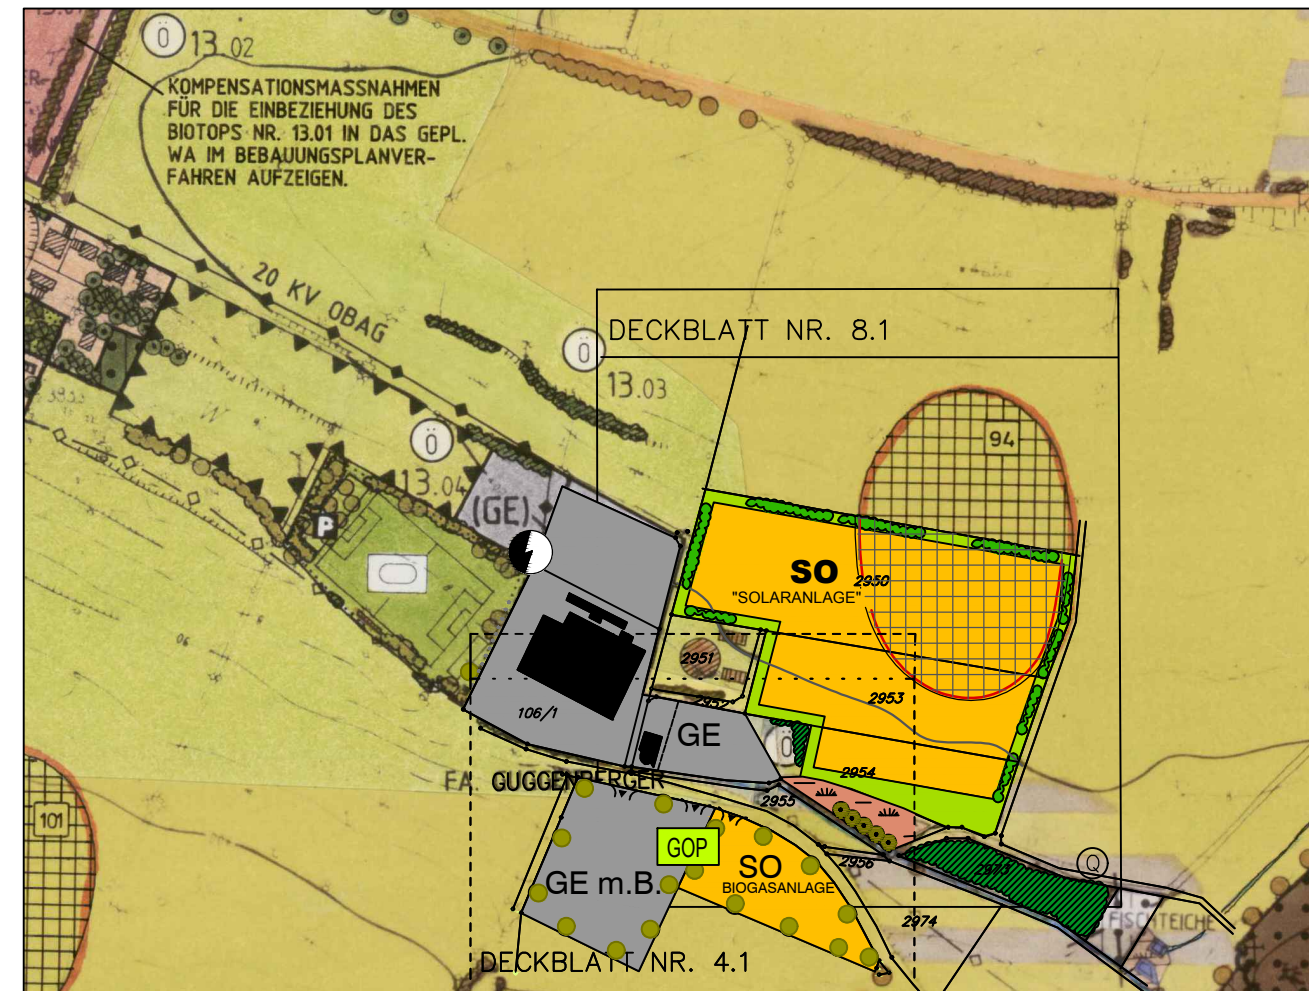 Ö
13.02
KOMPENSATIONSMASSNAHMEN
FÜR DIE EINBEZIEHUNG DES
BIOTOPS NR. 13.01 IN DAS GEPL.
WA IM BEBAUUNGSPLANVER-
FAHREN AUFZEIGEN.
20 KV OBAG
DECKBLATT NR. 8.1
Ö
13.03
94
Ö
13.04
(GE)
P
SO
"SOLARANLAGE"
2950
2951
2952
2953
106/1
GE
Ö
2954
FA. GUGGENBERGER
2955
101
GOP
SO
BIOGASANLAGE
GE m.B.
2956
2973
Q
2974
FISCHTEICHE
DECKBLATT NR. 4.1